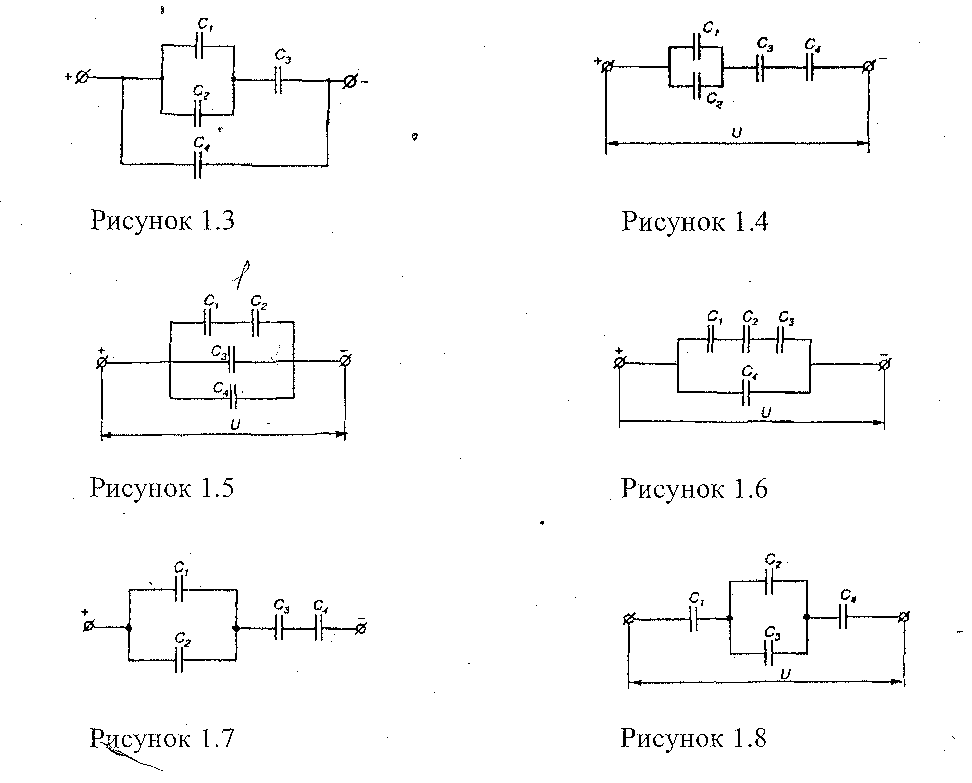 C₁
C₂
C₃
C₄
+
-
Рисунок 1.3
C₁
C₂
C₃
C₄
+
-
U
Рисунок 1.4
C₁ C₂
C₃
C₄
+
-
U
Рисунок 1.5
C₁ C₂ C₃
C₄
+
-
U
Рисунок 1.6
C₁
C₂
C₃ C₄
+
-
Рисунок 1.7
C₂
C₁
C₄
C₃
U
Рисунок 1.8